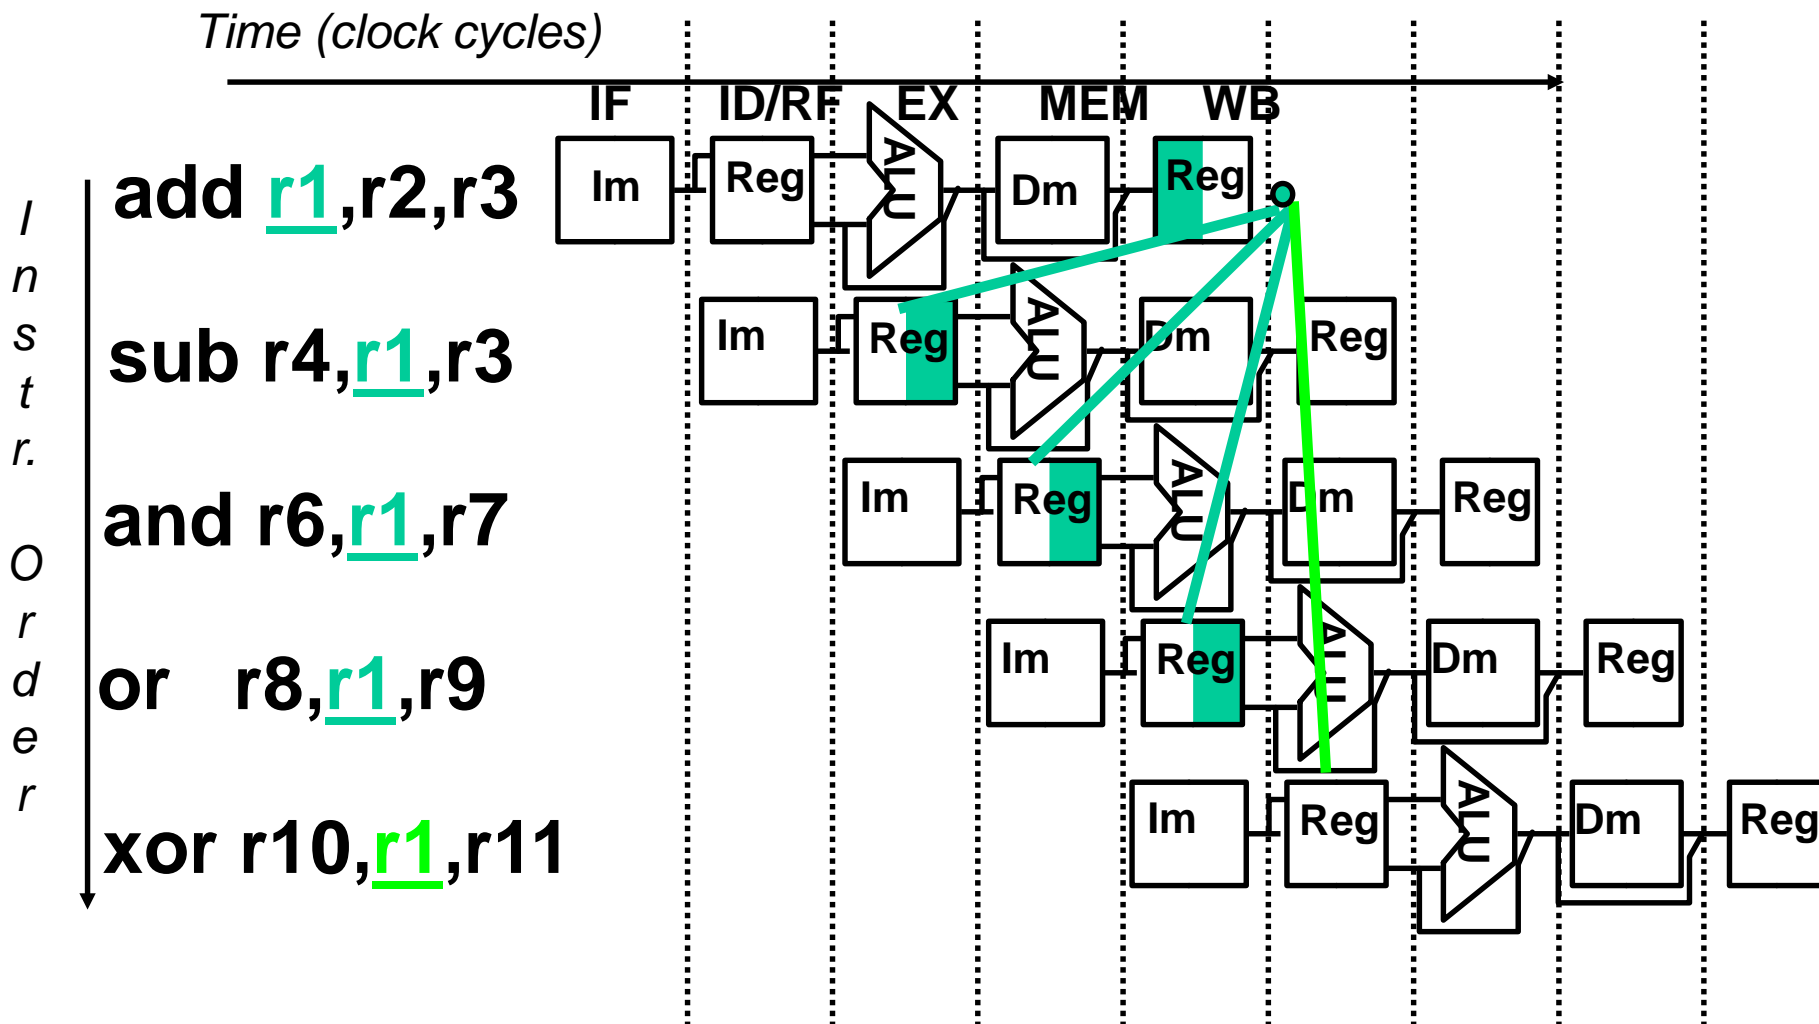 Time (clock cycles)
IF ID/RF EX MEM WB
Instr. Order
add r1,r2,r3
Im Reg ALU Dm Reg
sub r4,r1,r3
Im Reg ALU Dm Reg
and r6,r1,r7
Im Reg ALU Dm Reg
or r8,r1,r9
Im Reg ALU Dm Reg
xor r10,r1,r11
Im Reg ALU Dm Reg